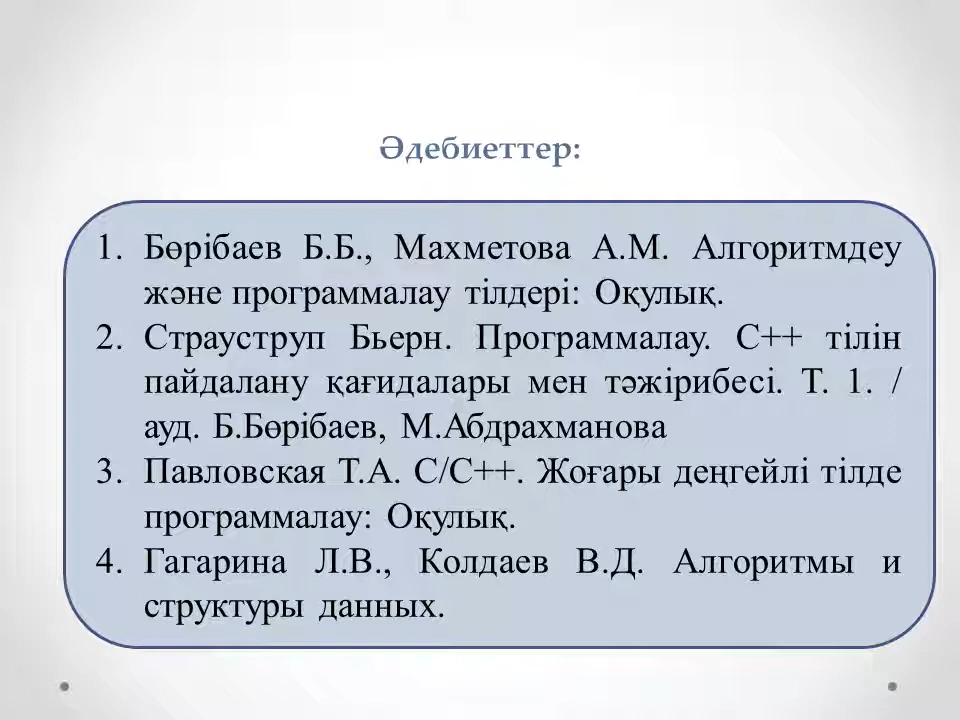 Әдебиеттер:
1. Бөрібаев Б.Б., Махметова А.М. Алгоритмдеу
және программалау тілдері: Оқулық.
2. Страуструп Бьерн. Программалау. С++ тілін
пайдалану қағидалары мен тәжірибесі. Т. 1. /
ауд. Б.Бөрібаев, М.Абдрахманова
3. Павловская Т.А. С/С++. Жоғары деңгейлі тілде
программалау: Оқулық.
4. Гагарина Л.В., Колдаев В.Д. Алгоритмы и
структуры данных.